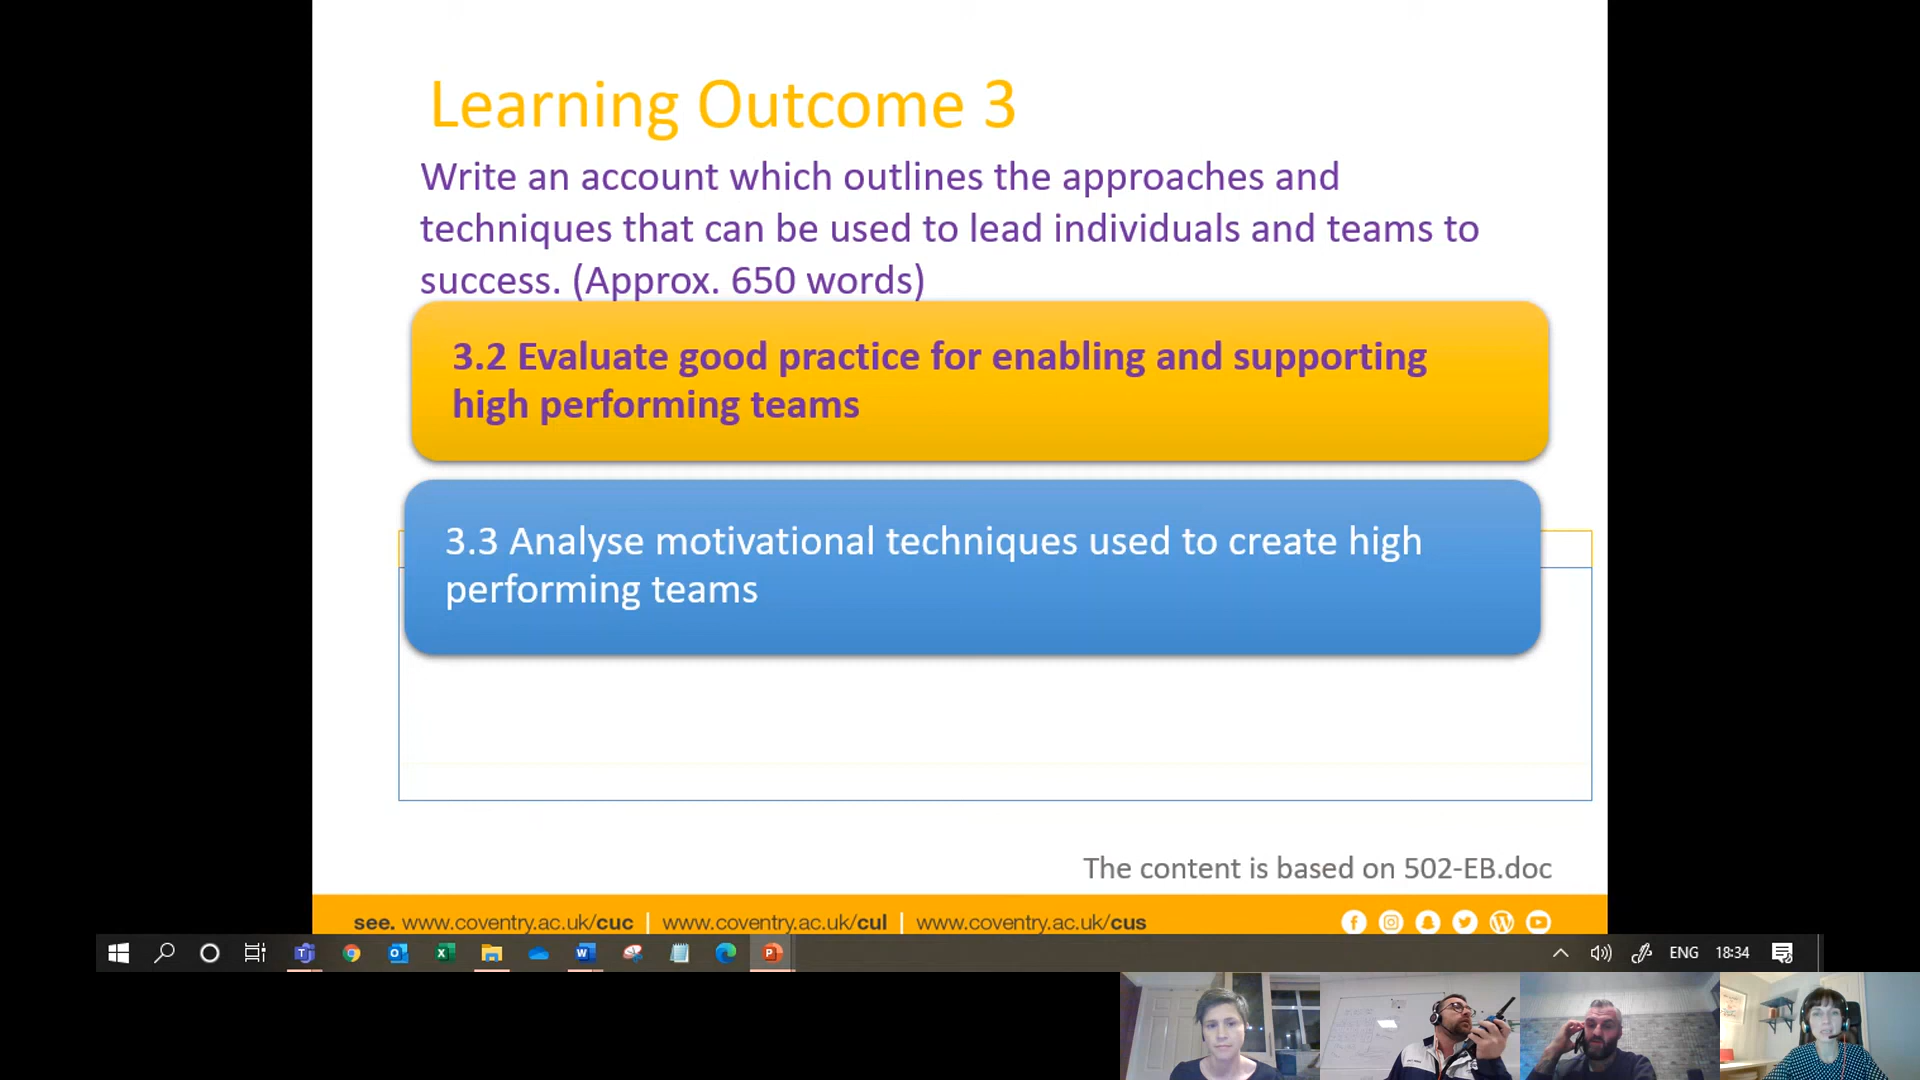 Learning Outcome 3
Write an account which outlines the approaches and
techniques that can be used to lead individuals and teams to
success. (Approx. 650 words)
3.2 Evaluate good practice for enabling and supporting
high performing teams
3.3 Analyse motivational techniques used to create high
performing teams
The content is based on 502-EB.doc
see. www.coventry.ac.uk/cuc | www.coventry.ac.uk/cul | www.coventry.ac.uk/cus
ENG 18:34